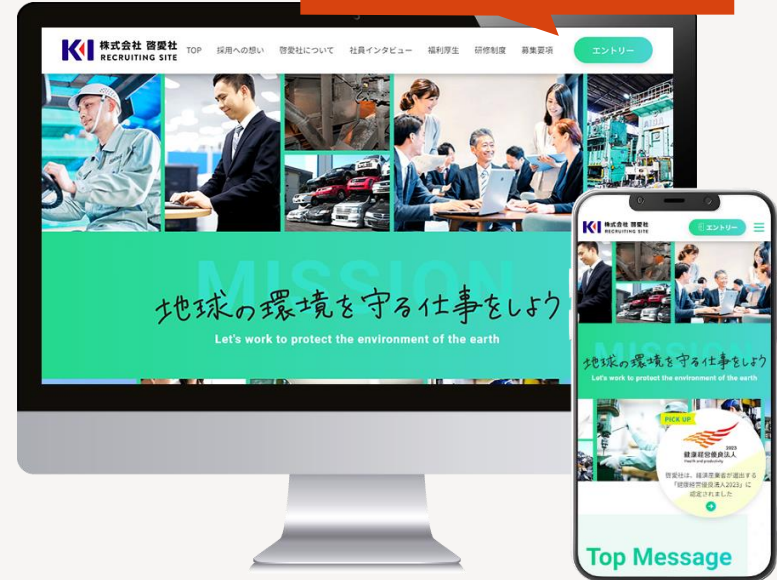 株式会社 啓愛社
RECRUITING SITE
TOP 採用への想い 啓愛社について 社員インタビュー 福利厚生 研修制度 募集要項 エントリー
AIDA
MISSION
地球の環境を守る仕事をしよう
Let's work to protect the environment of the earth
株式会社 啓愛社
RECRUITING SITE
エントリー
MISSION
地球の環境を守る仕事をしよう
Let's work to protect the environment of the earth
PICK UP
2023
健康経営優良法人
Health and productivity
啓愛社は、経済産業省が選出する
「健康経営優良法人2023」に
認定されました
Top Message